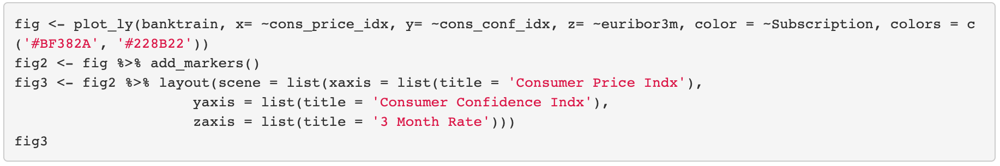 fig <- plot_ly(banktrain, x= ~cons_price_idx, y= ~cons_conf_idx, z= ~euribor3m, color = ~Subscription, colors = c
('#BF382A', '#228B22'))
fig2 <- fig %>% add_markers()
fig3 <- fig2 %>% layout(scene = list(xaxis = list(title = 'Consumer Price Indx'),
                     yaxis = list(title = 'Consumer Confidence Indx'),
                     zaxis = list(title = '3 Month Rate')))
fig3